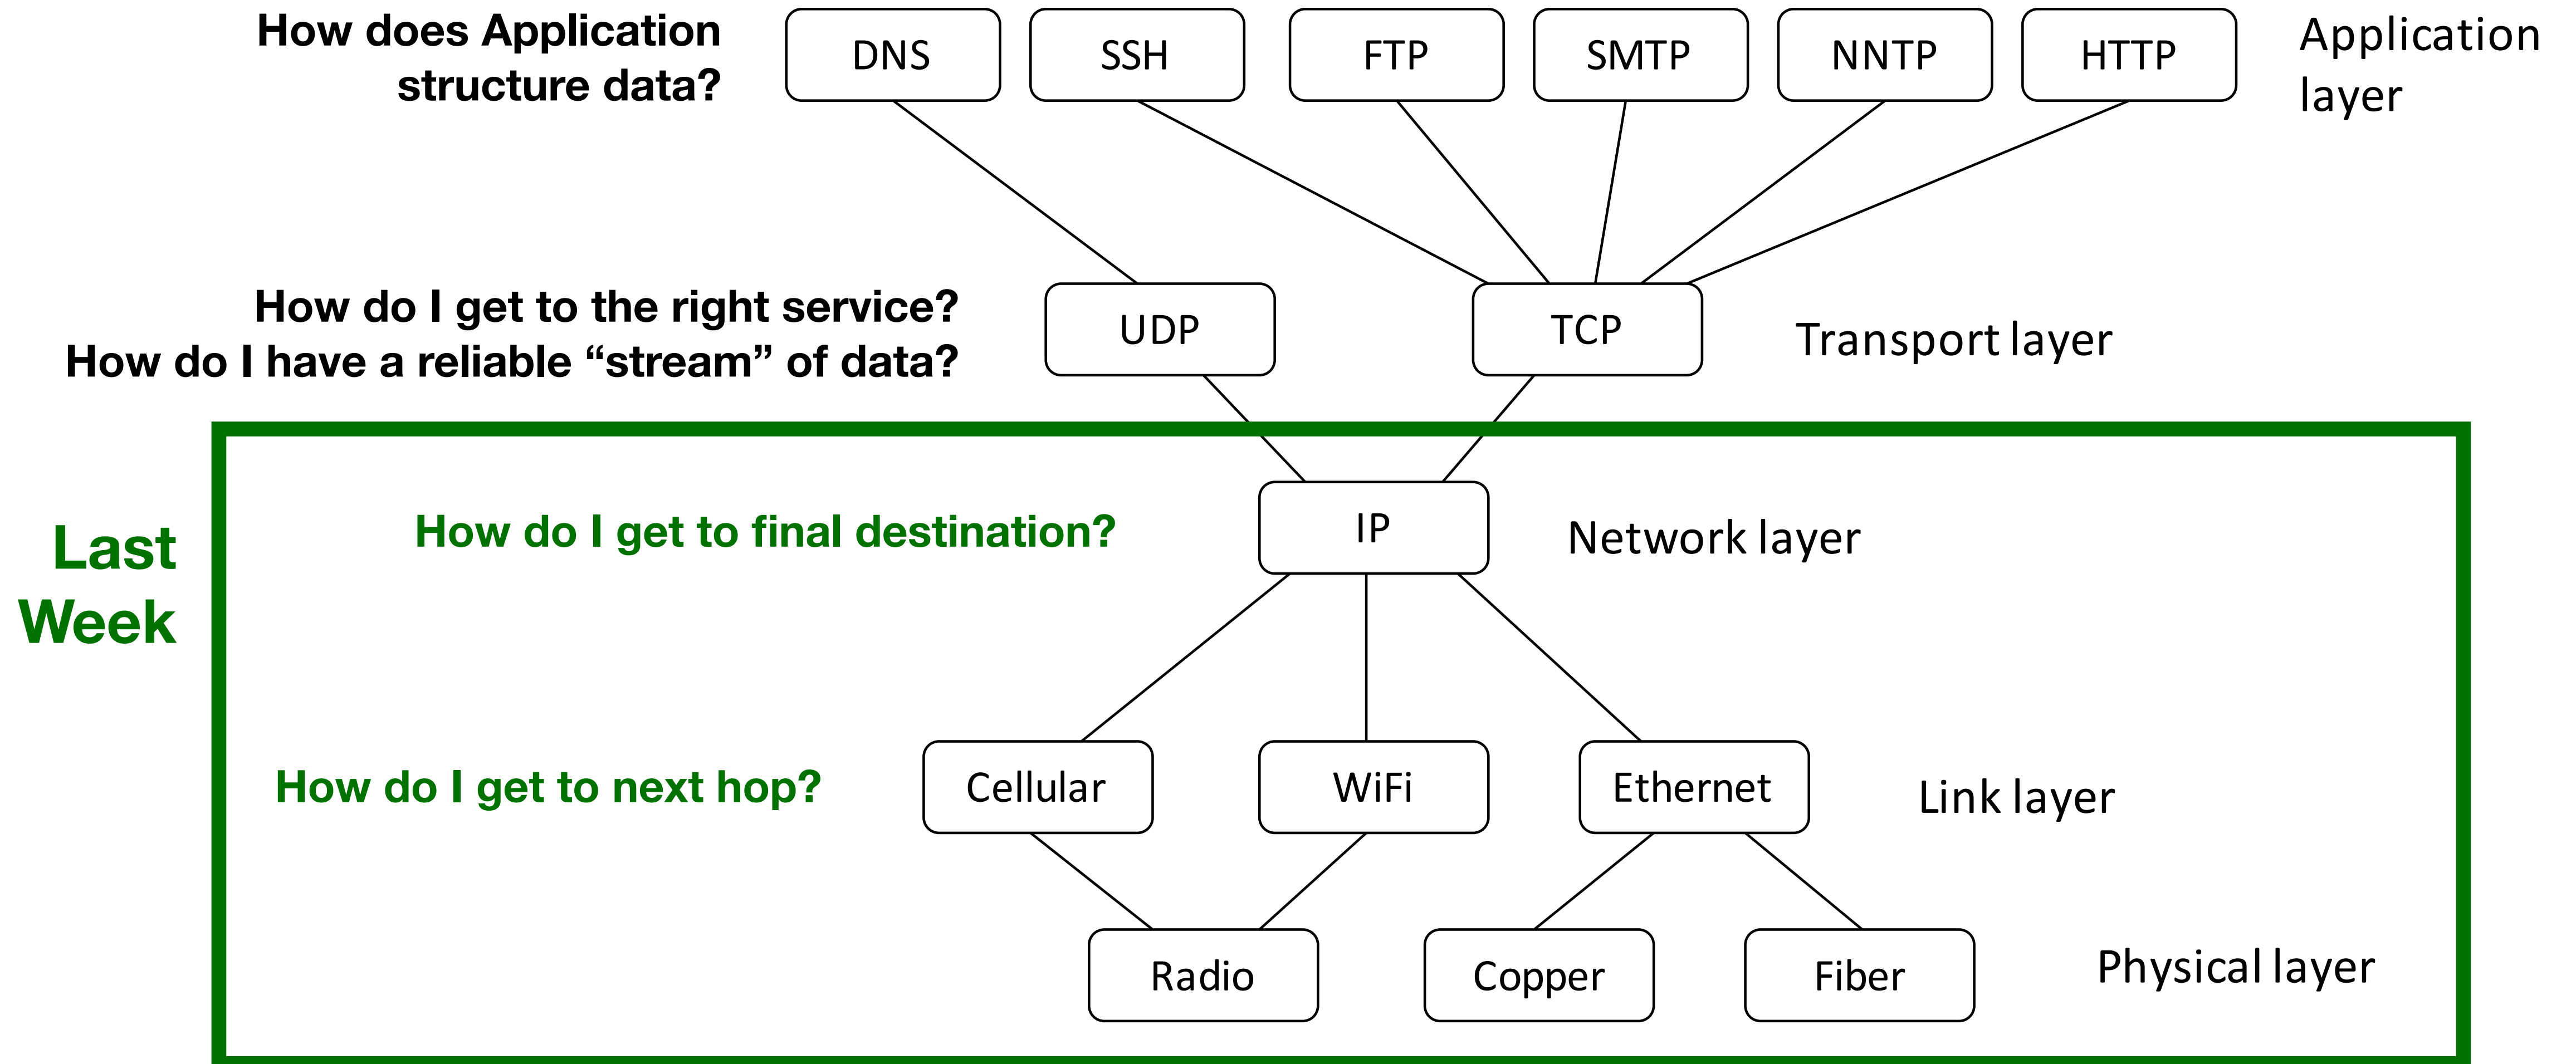 How does Application
structure data?
DNS
SSH
FTP
SMTP
NNTP
HTTP
Application
layer
How do I get to the right service?
How do I have a reliable “stream” of data?
UDP
TCP
Transport layer
Last
Week
How do I get to final destination?
IP
Network layer
How do I get to next hop?
Cellular
WiFi
Ethernet
Link layer
Radio
Copper
Fiber
Physical layer